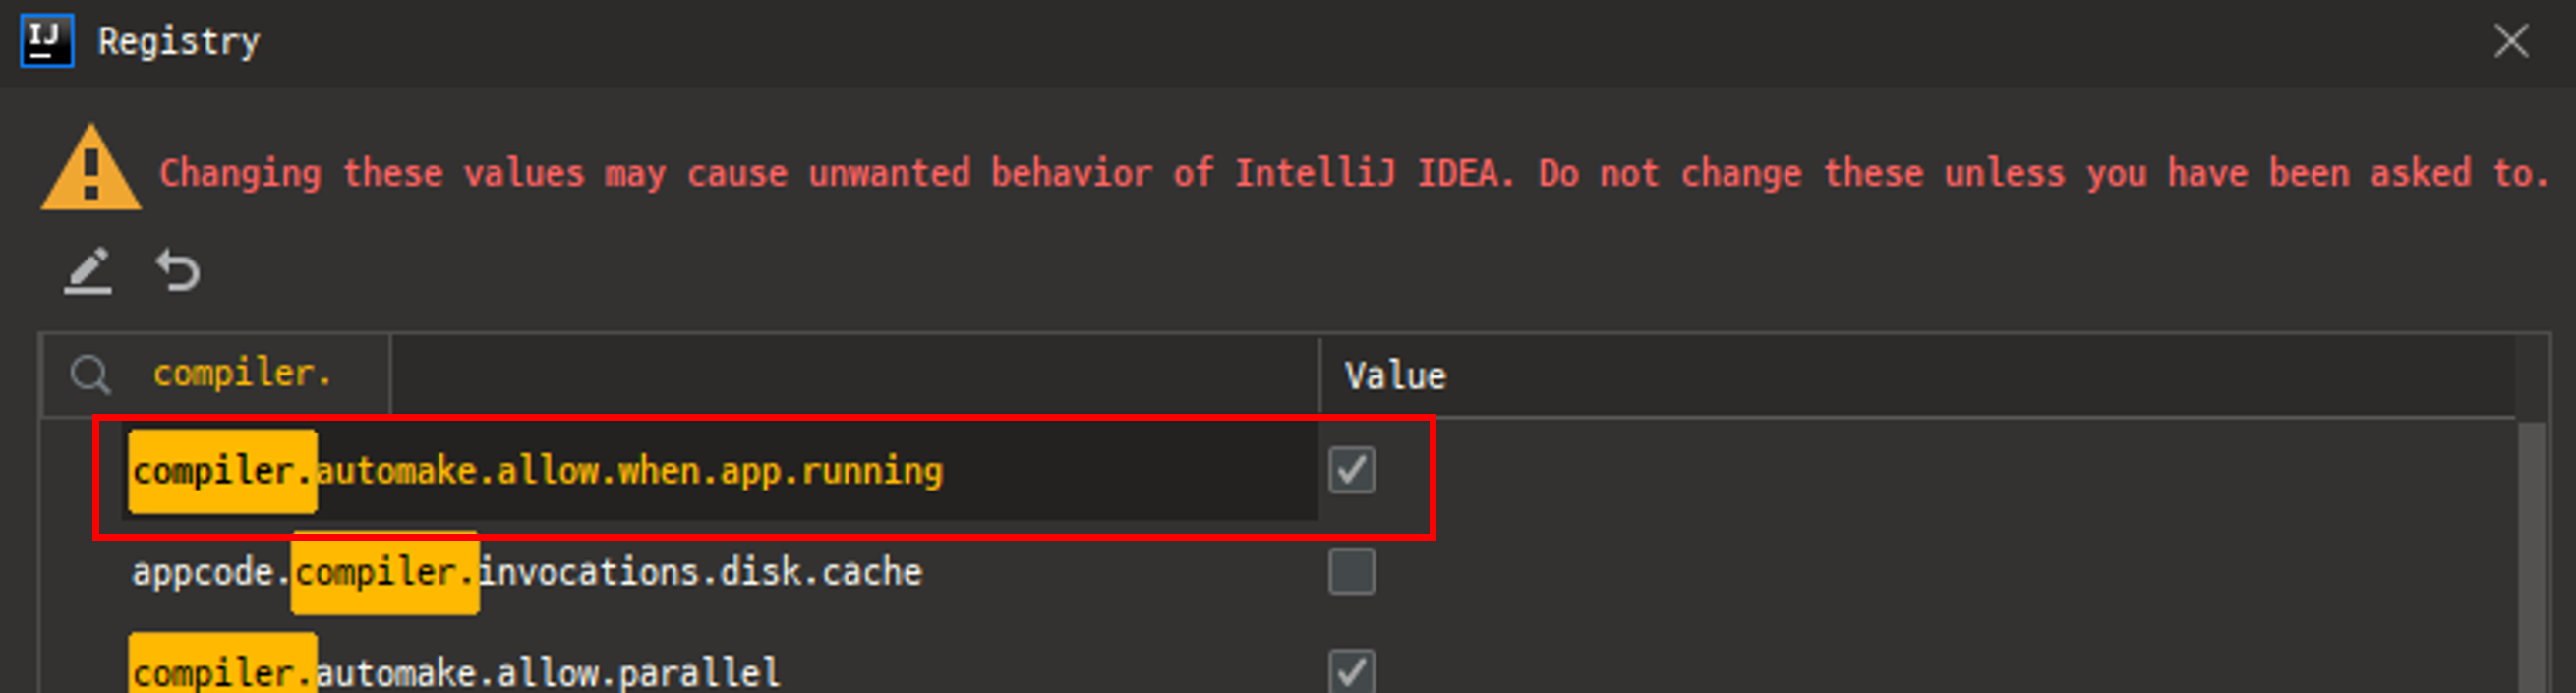 IJ Registry
Changing these values may cause unwanted behavior of IntelliJ IDEA. Do not change these unless you have been asked to.
compiler. Value
compiler.automake.allow.when.app.running
appcode.compiler.invocations.disk.cache
compiler.automake.allow.parallel